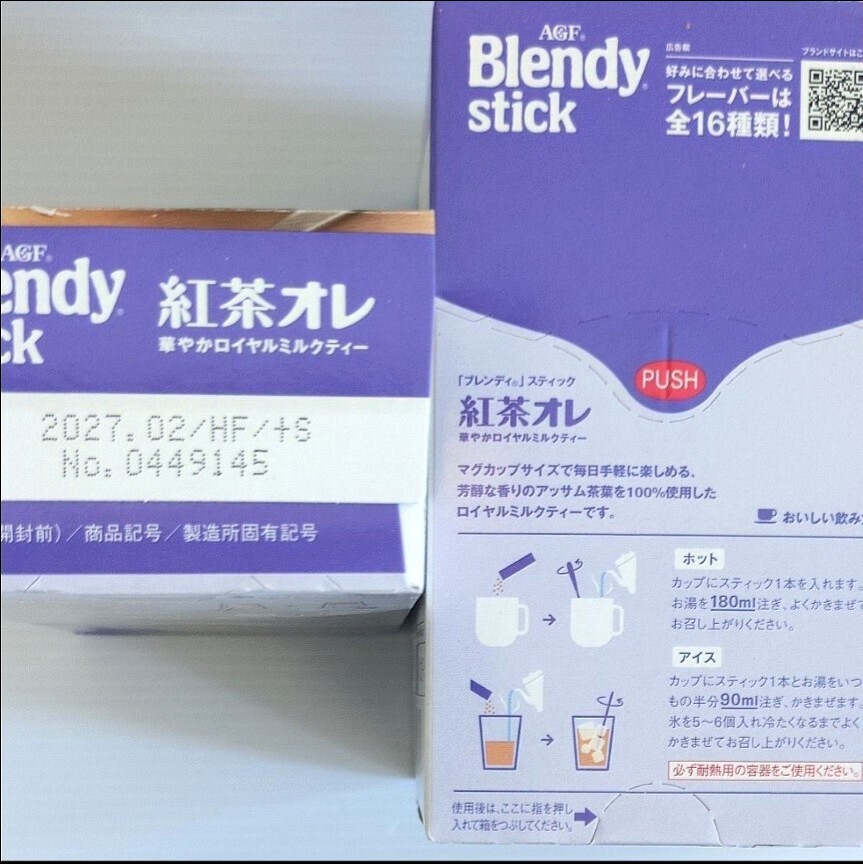 AGF®
endy®
ck
紅茶オレ
華やかロイヤルミルクティー
2027.02/HF/+S
No.0449145
開封前)/商品記号/製造所固有記号
AGF®
Blendy®
stick
広告欄
好みに合わせて選べる
フレーバーは
全16種類!
ブランドサイトはこ
PUSH
「ブレンディ®」スティック
紅茶オレ
華やかロイヤルミルクティー
マグカップサイズで毎日手軽に楽しめる、
芳醇な香りのアッサム茶葉を100%使用した
ロイヤルミルクティーです。
おいしい飲み
ホット
カップにスティック1本を入れます。
お湯を180ml注ぎ、よくかきまぜて
お召し上がりください。
アイス
カップにスティック1本とお湯をいつ
もの半分90ml注ぎ、かきまぜます。
氷を5〜6個入れ冷たくなるまでよく
かきまぜてお召し上がりください。
必ず耐熱用の容器をご使用ください。
使用後は、ここに指を押し
入れて箱をつぶしてください。